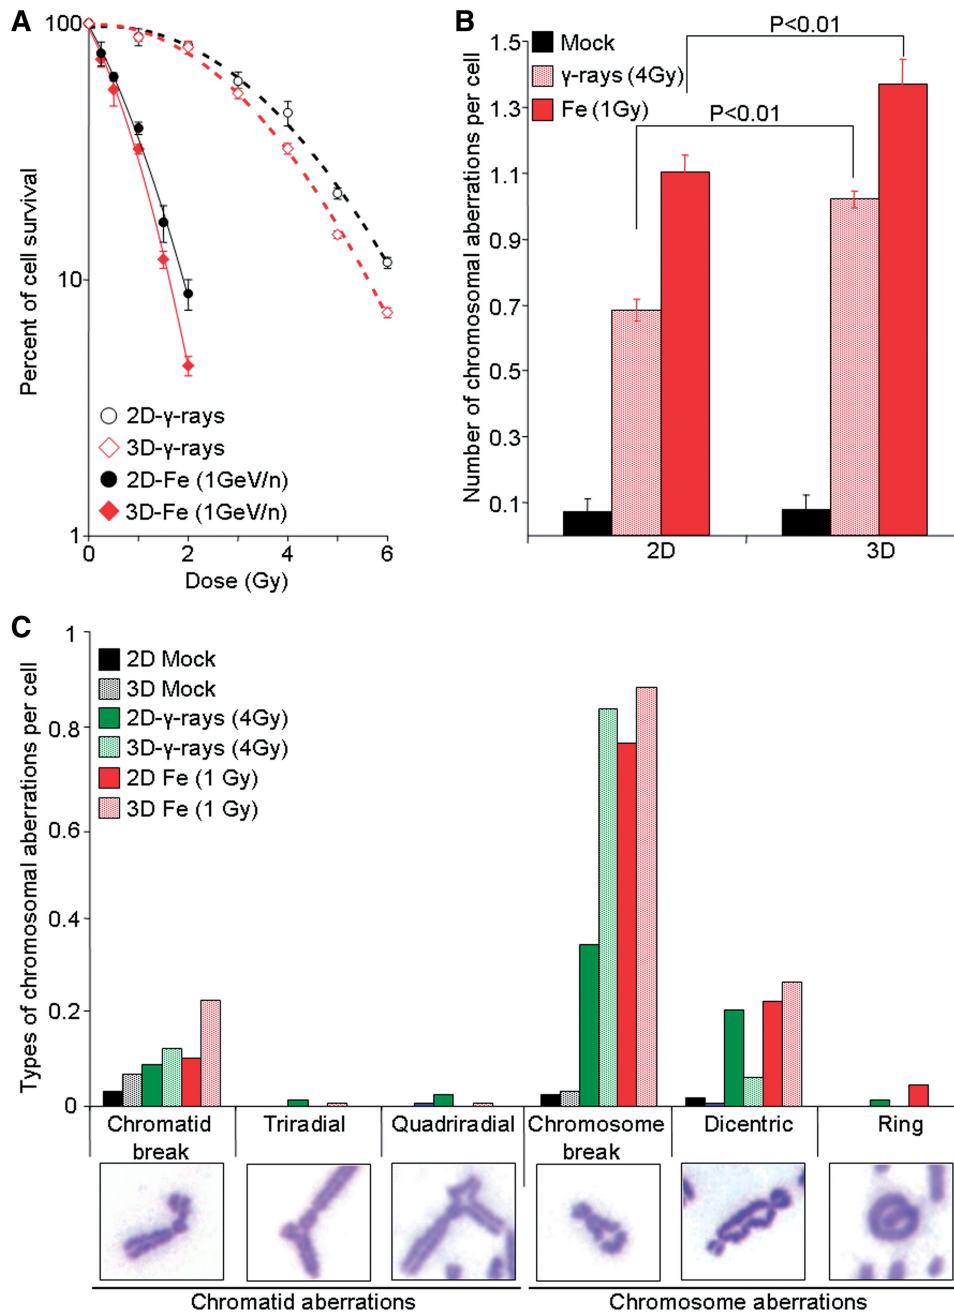 A
100
10
1
Percent of cell survival
2D-γ-rays
3D-γ-rays
2D-Fe (1GeV/n)
3D-Fe (1GeV/n)
0
2
4
6
Dose (Gy)
B
P<0.01
P<0.01
Mock
γ-rays (4Gy)
Fe (1Gy)
1.5
1.3
1.1
0.9
0.7
0.5
0.3
0.1
Number of chromosomal aberrations per cell
2D
3D
C
1
0.8
0.6
0.4
0.2
0
Types of chromosomal aberrations per cell
2D Mock
3D Mock
2D-γ-rays (4Gy)
3D-γ-rays (4Gy)
2D Fe (1 Gy)
3D Fe (1 Gy)
Chromatid
break
Triradial
Quadriradial
Chromosome
break
Dicentric
Ring
Chromatid aberrations
Chromosome aberrations